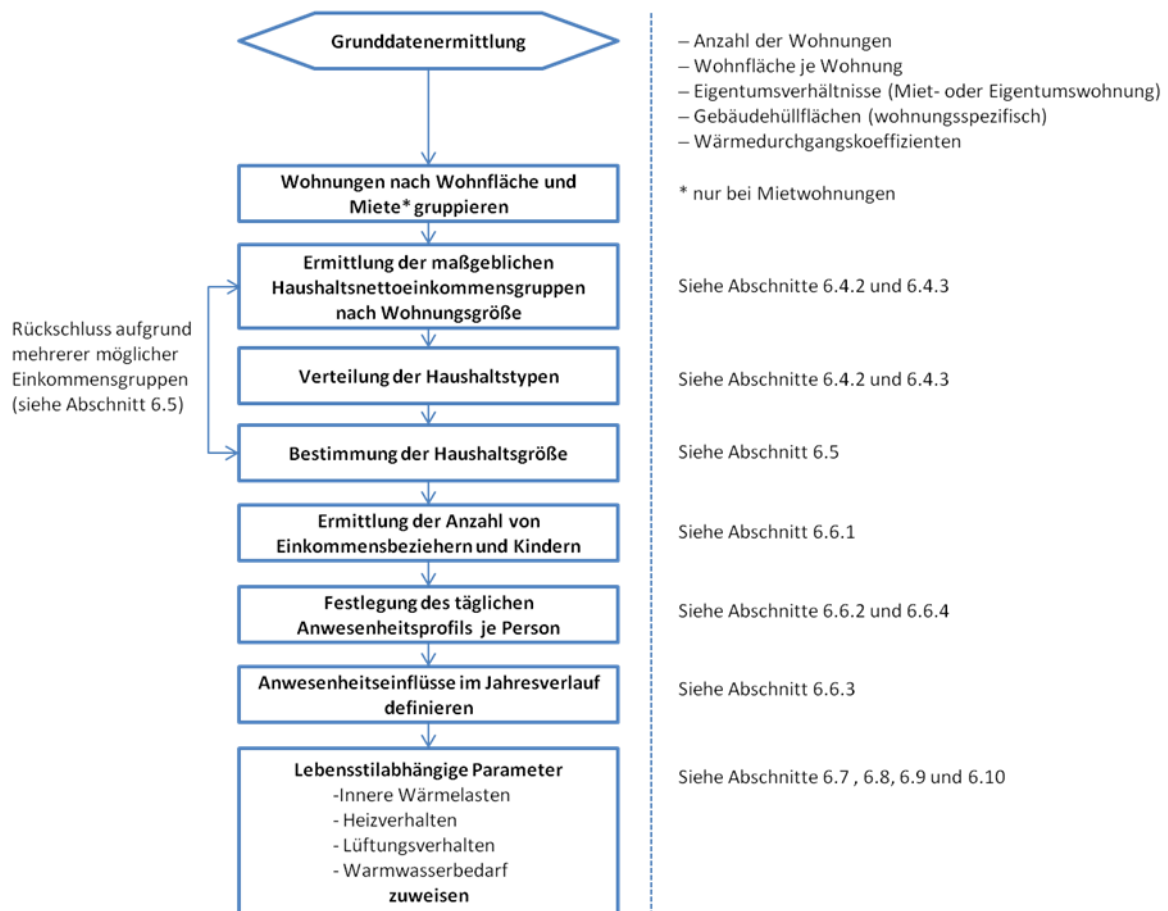 Grunddatenermittlung
– Anzahl der Wohnungen
– Wohnfläche je Wohnung
– Eigentumsverhältnisse (Miet- oder Eigentumswohnung)
– Gebäudehüllflächen (wohnungsspezifisch)
– Wärmedurchgangskoeffizienten
Wohnungen nach Wohnfläche und
Miete* gruppieren
* nur bei Mietwohnungen
Ermittlung der maßgeblichen
Haushaltsnettoeinkommensgruppen
nach Wohnungsgröße
Siehe Abschnitte 6.4.2 und 6.4.3
Rückschluss aufgrund
mehrerer möglicher
Einkommensgruppen
(siehe Abschnitt 6.5)
Verteilung der Haushaltstypen
Siehe Abschnitte 6.4.2 und 6.4.3
Bestimmung der Haushaltsgröße
Siehe Abschnitt 6.5
Ermittlung der Anzahl von
Einkommensbeziehern und Kindern
Siehe Abschnitt 6.6.1
Festlegung des täglichen
Anwesenheitsprofils je Person
Siehe Abschnitte 6.6.2 und 6.6.4
Anwesenheitseinflüsse im Jahresverlauf
definieren
Siehe Abschnitt 6.6.3
Lebensstilabhängige Parameter
-Innere Wärmelasten
- Heizverhalten
- Lüftungsverhalten
- Warmwasserbedarf
zuweisen
Siehe Abschnitte 6.7 , 6.8, 6.9 und 6.10